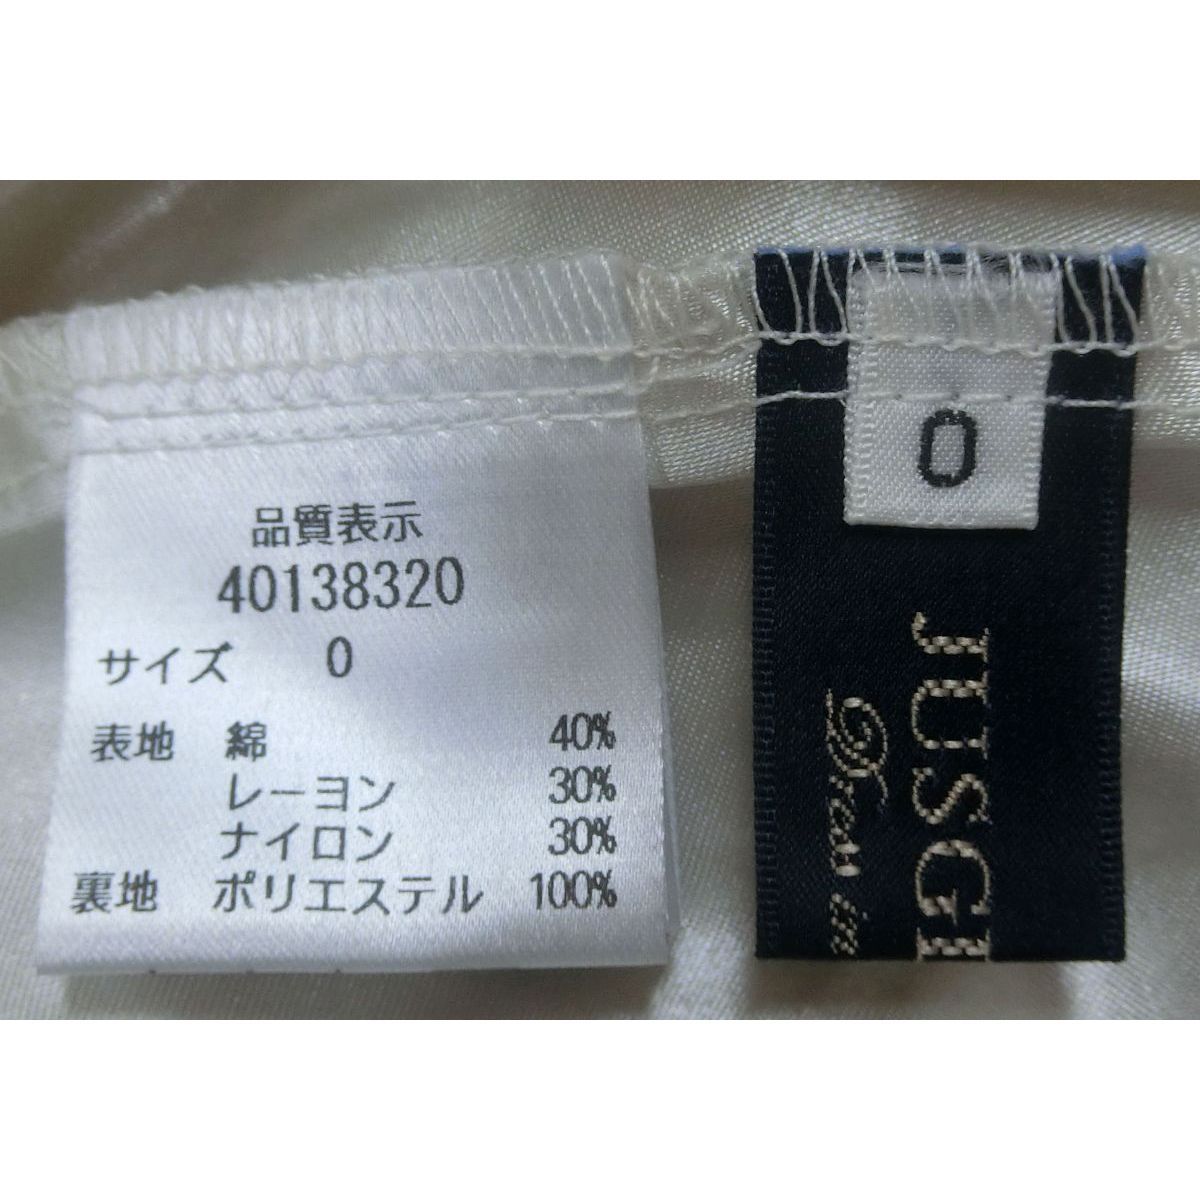 品質表示
40138320
サイズ 0
表地 綿 40%
レーヨン 30%
ナイロン 30%
裏地 ポリエステル 100%
0
JUSGL